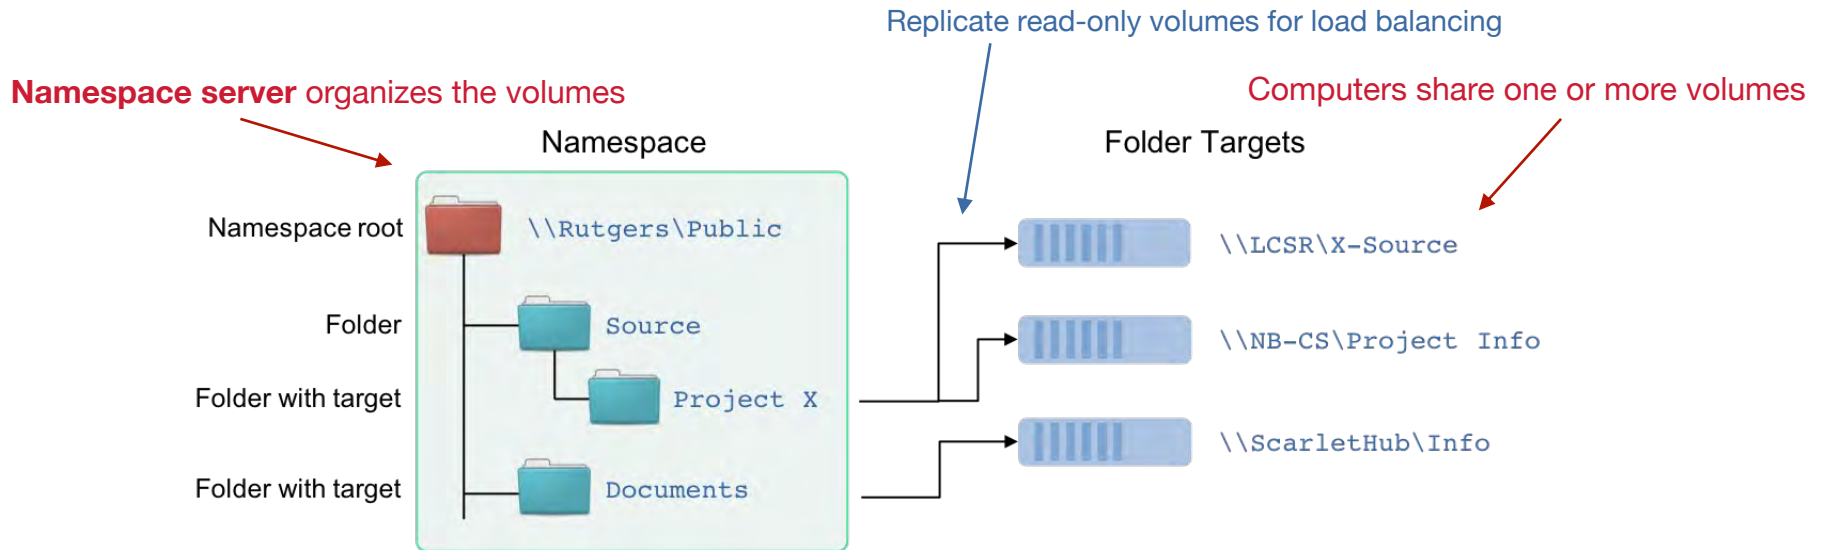 Replicate read-only volumes for load balancing
Namespace server organizes the volumes
Computers share one or more volumes
Namespace
Folder Targets
Namespace root
\\Rutgers\Public
\\LCSR\X-Source
Folder
Source
\\NB-CS\Project Info
Folder with target
Project X
\\ScarletHub\Info
Folder with target
Documents